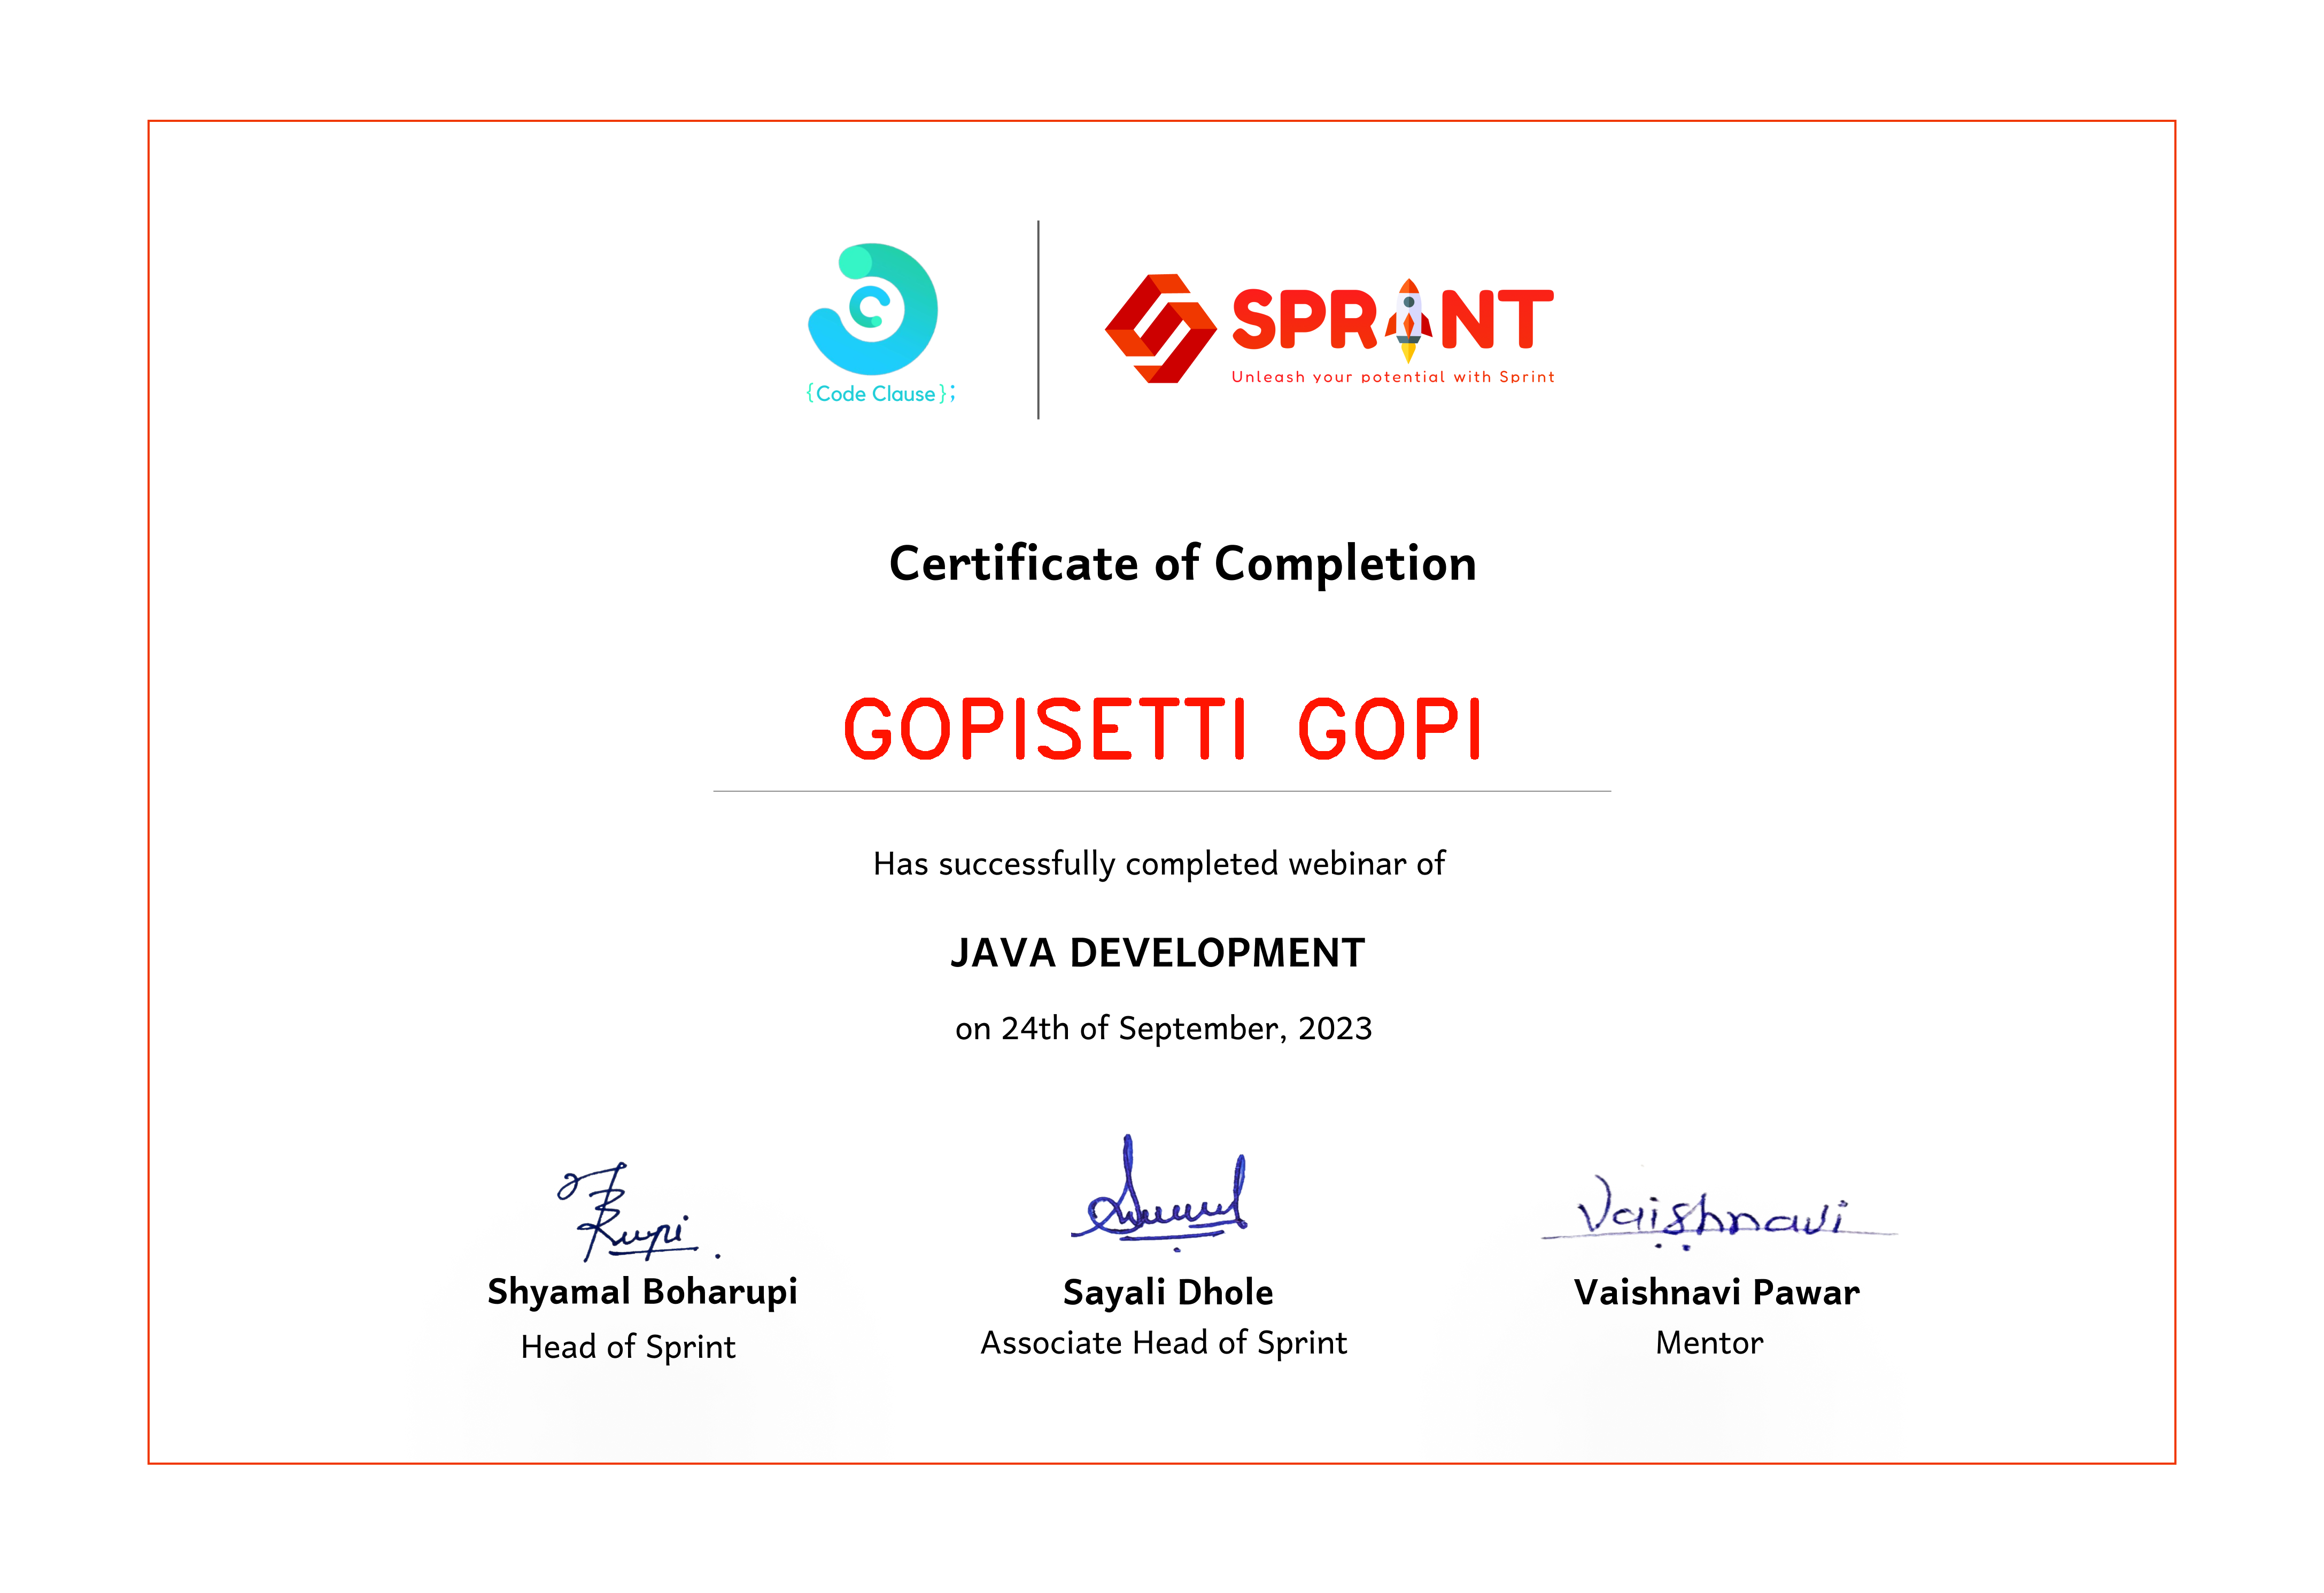 {Code Clause};
SPRINT
Unleash your potential with Sprint
Certificate of Completion
GOPISETTI GOPI
Has successfully completed webinar of
JAVA DEVELOPMENT
on 24th of September, 2023
Vaishnavi
Shyamal Boharupi
Sayali Dhole
Vaishnavi Pawar
Head of Sprint
Associate Head of Sprint
Mentor